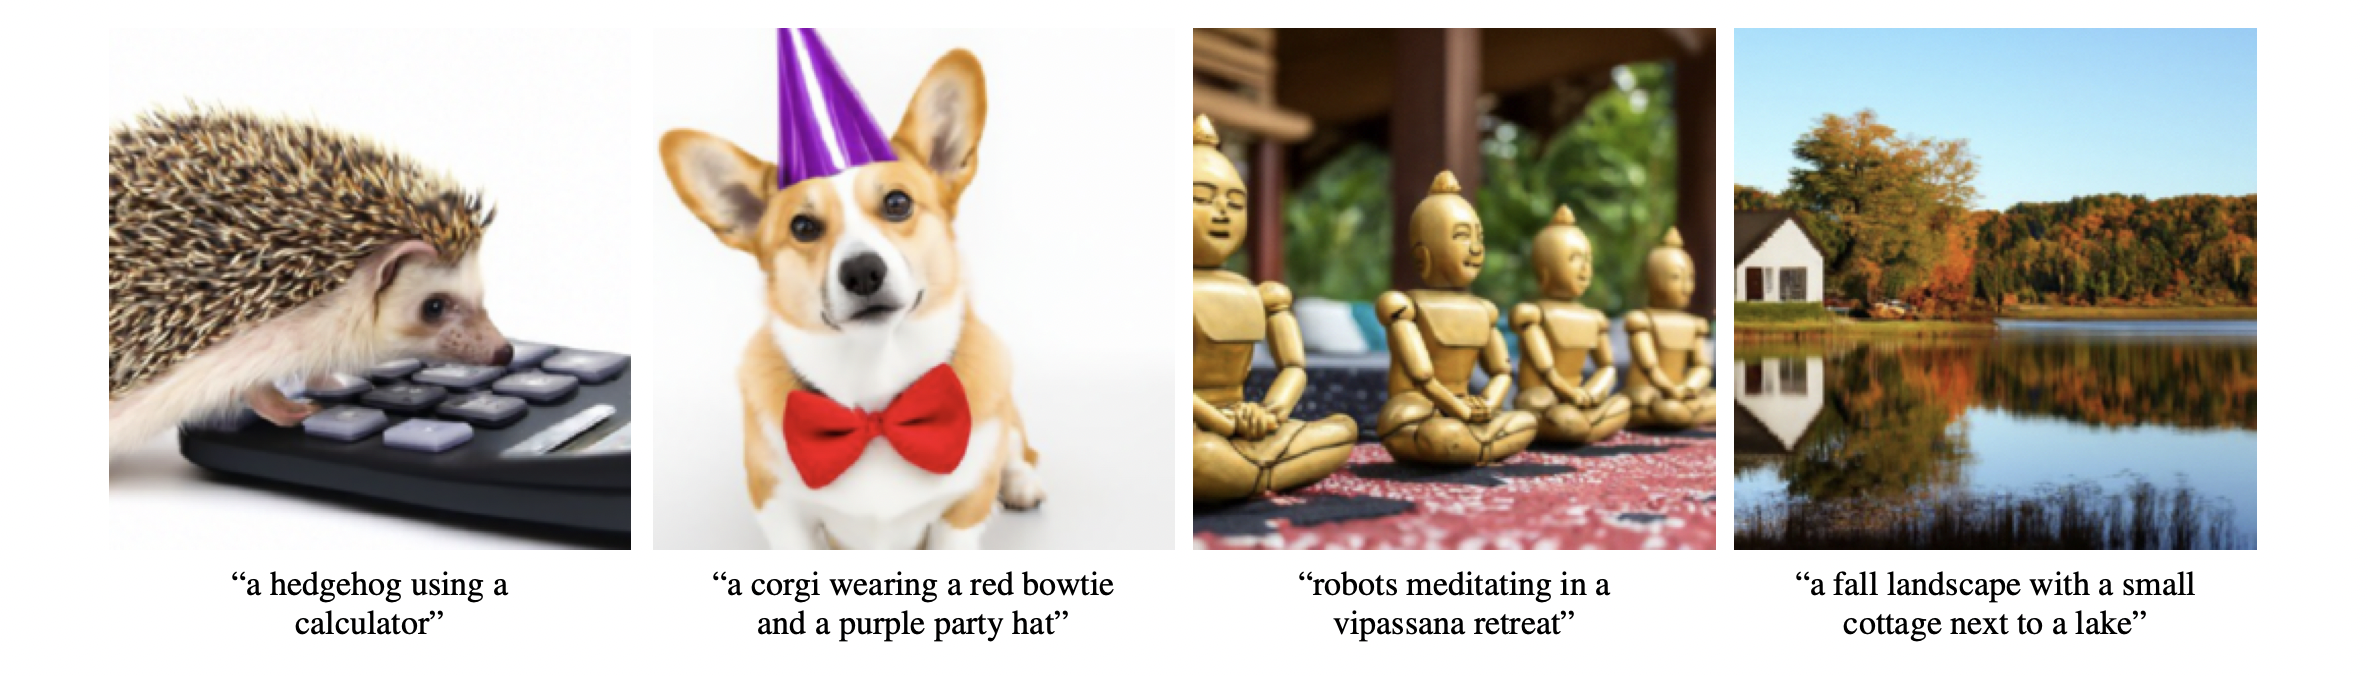 “a hedgehog using a
calculator”
“a corgi wearing a red bowtie
and a purple party hat”
“robots meditating in a
vipassana retreat”
“a fall landscape with a small
cottage next to a lake”